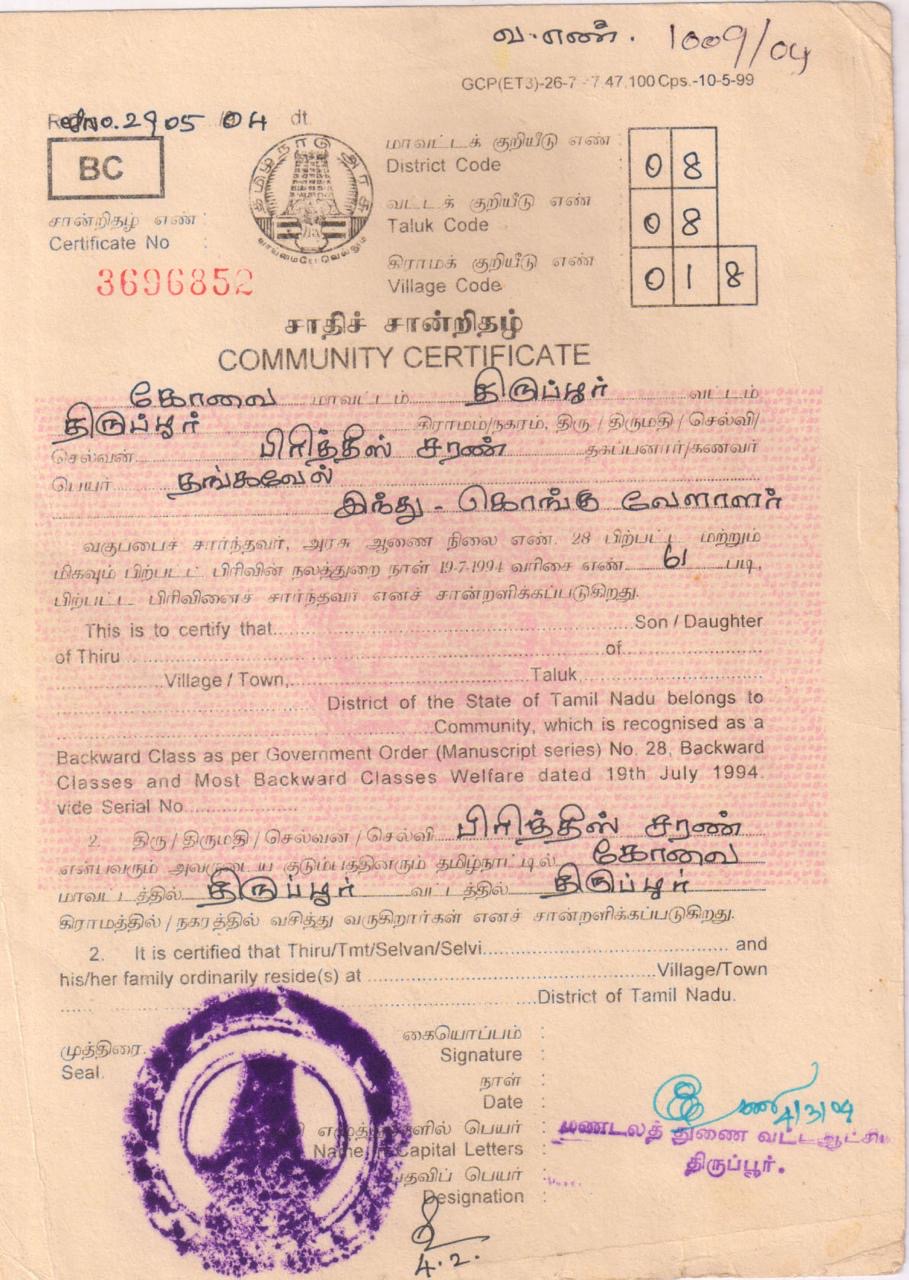 வ.எண். 1009/04
GCP(ET3)-26-7 -7,47,100 Cps.-10-5-99
2905 04 dt.
BC
தமிழ்நாடு அரசு
வாய்மையே வெல்லும்
மாவட்டக் குறியீடு எண் :
District Code : 08
வட்டக் குறியீடு எண் :
Taluk Code : 08
கிராமக் குறியீடு எண் :
Village Code : 018
சான்றிதழ் எண் :
Certificate No :
3696852
சாதிச் சான்றிதழ்
COMMUNITY CERTIFICATE
கோவை மாவட்டம் திருப்பூர் வட்டம்
திருப்பூர் கிராமம்/நகரம், திரு / திருமதி / செல்வி/
செல்வன் பிரித்தீஸ் சரண் தகப்பனார்/கணவர்
பெயர் தங்கவேல்
இந்து - கொங்கு வேளாளர்
வகுப்பைச் சார்ந்தவர், அரசு ஆணை நிலை எண். 28 பிற்பட்ட மற்றும்
மிகவும் பிற்பட்ட பிரிவின் நலத்துறை நாள் 19-7-1994 வரிசை எண். 61 படி,
பிற்பட்ட பிரிவினைச் சார்ந்தவர் எனச் சான்றளிக்கப்படுகிறது.
This is to certify that..............Son / Daughter
of Thiru..............of..............
..............Village / Town,..............Taluk..............
..............District of the State of Tamil Nadu belongs to
..............Community, which is recognised as a
Backward Class as per Government Order (Manuscript series) No. 28, Backward
Classes and Most Backward Classes Welfare dated 19th July 1994.
vide Serial No..............
2. திரு / திருமதி / செல்வன் / செல்வி பிரித்தீஸ் சரண்
என்பவரும் அவருடைய குடும்பத்தினரும் தமிழ்நாட்டில் கோவை
மாவட்டத்தில் திருப்பூர் வட்டத்தில் திருப்பூர்
கிராமத்தில் / நகரத்தில் வசித்து வருகிறார்கள் எனச் சான்றளிக்கப்படுகிறது.
2. It is certified that Thiru/Tmt/Selvan/Selvi.............. and
his/her family ordinarily reside(s) at ..............Village/Town
..............District of Tamil Nadu.
கையொப்பம் :
முத்திரை.
Signature :
Seal.
நாள் :
Date : 4/3/04
எழுத்துகளில் பெயர் :
Name Capital Letters :
மண்டலத் துணை வட்டாட்சிய
திருப்பூர்.
பதவிப் பெயர் :
Designation :
4.2.